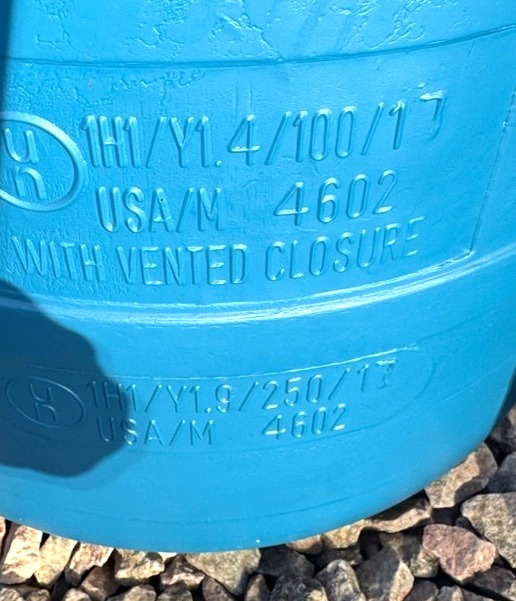 UN 1H1/Y1.4/100/17
USA/M 4602
WITH VENTED CLOSURE
UN 1H1/Y1.9/250/17
USA/M 4602